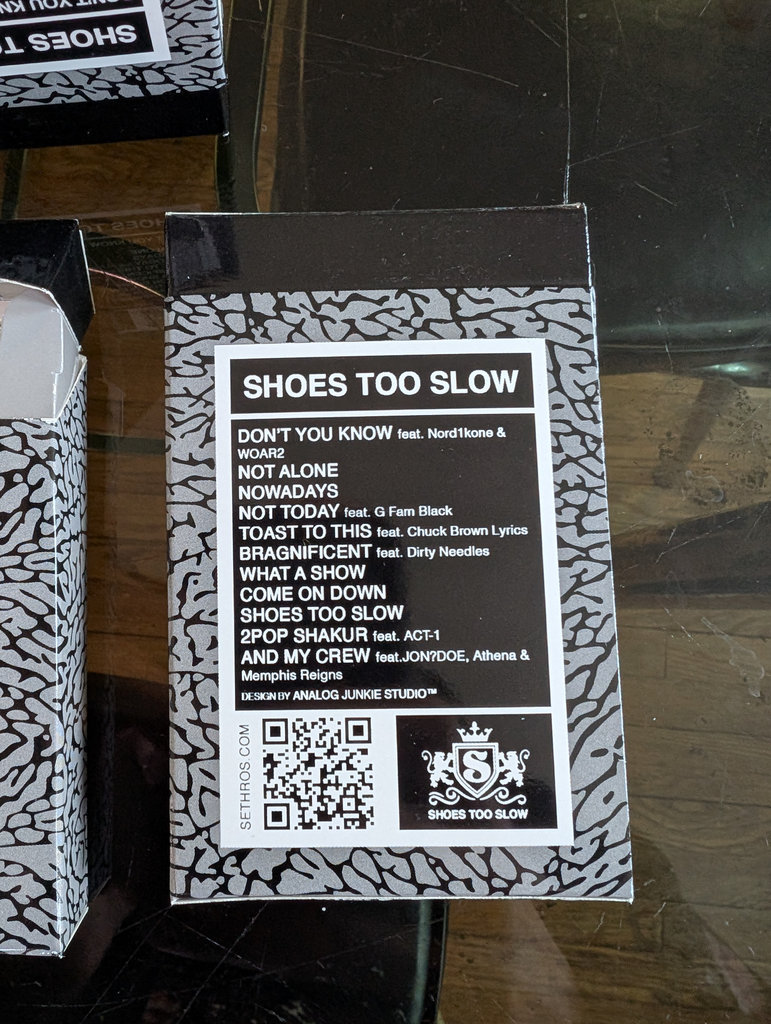 SHOES TOO SLOW
DON'T YOU KNOW feat. Nord1kone &
WOAR2
NOT ALONE
NOWADAYS
NOT TODAY feat. G Fam Black
TOAST TO THIS feat. Chuck Brown Lyrics
BRAGNIFICENT feat. Dirty Needles
WHAT A SHOW
COME ON DOWN
SHOES TOO SLOW
2POP SHAKUR feat. ACT-1
AND MY CREW feat.JON?DOE, Athena &
Memphis Reigns
DESIGN BY ANALOG JUNKIE STUDIO™
SETHROS.COM
S
SHOES TOO SLOW
SHOES
YOU